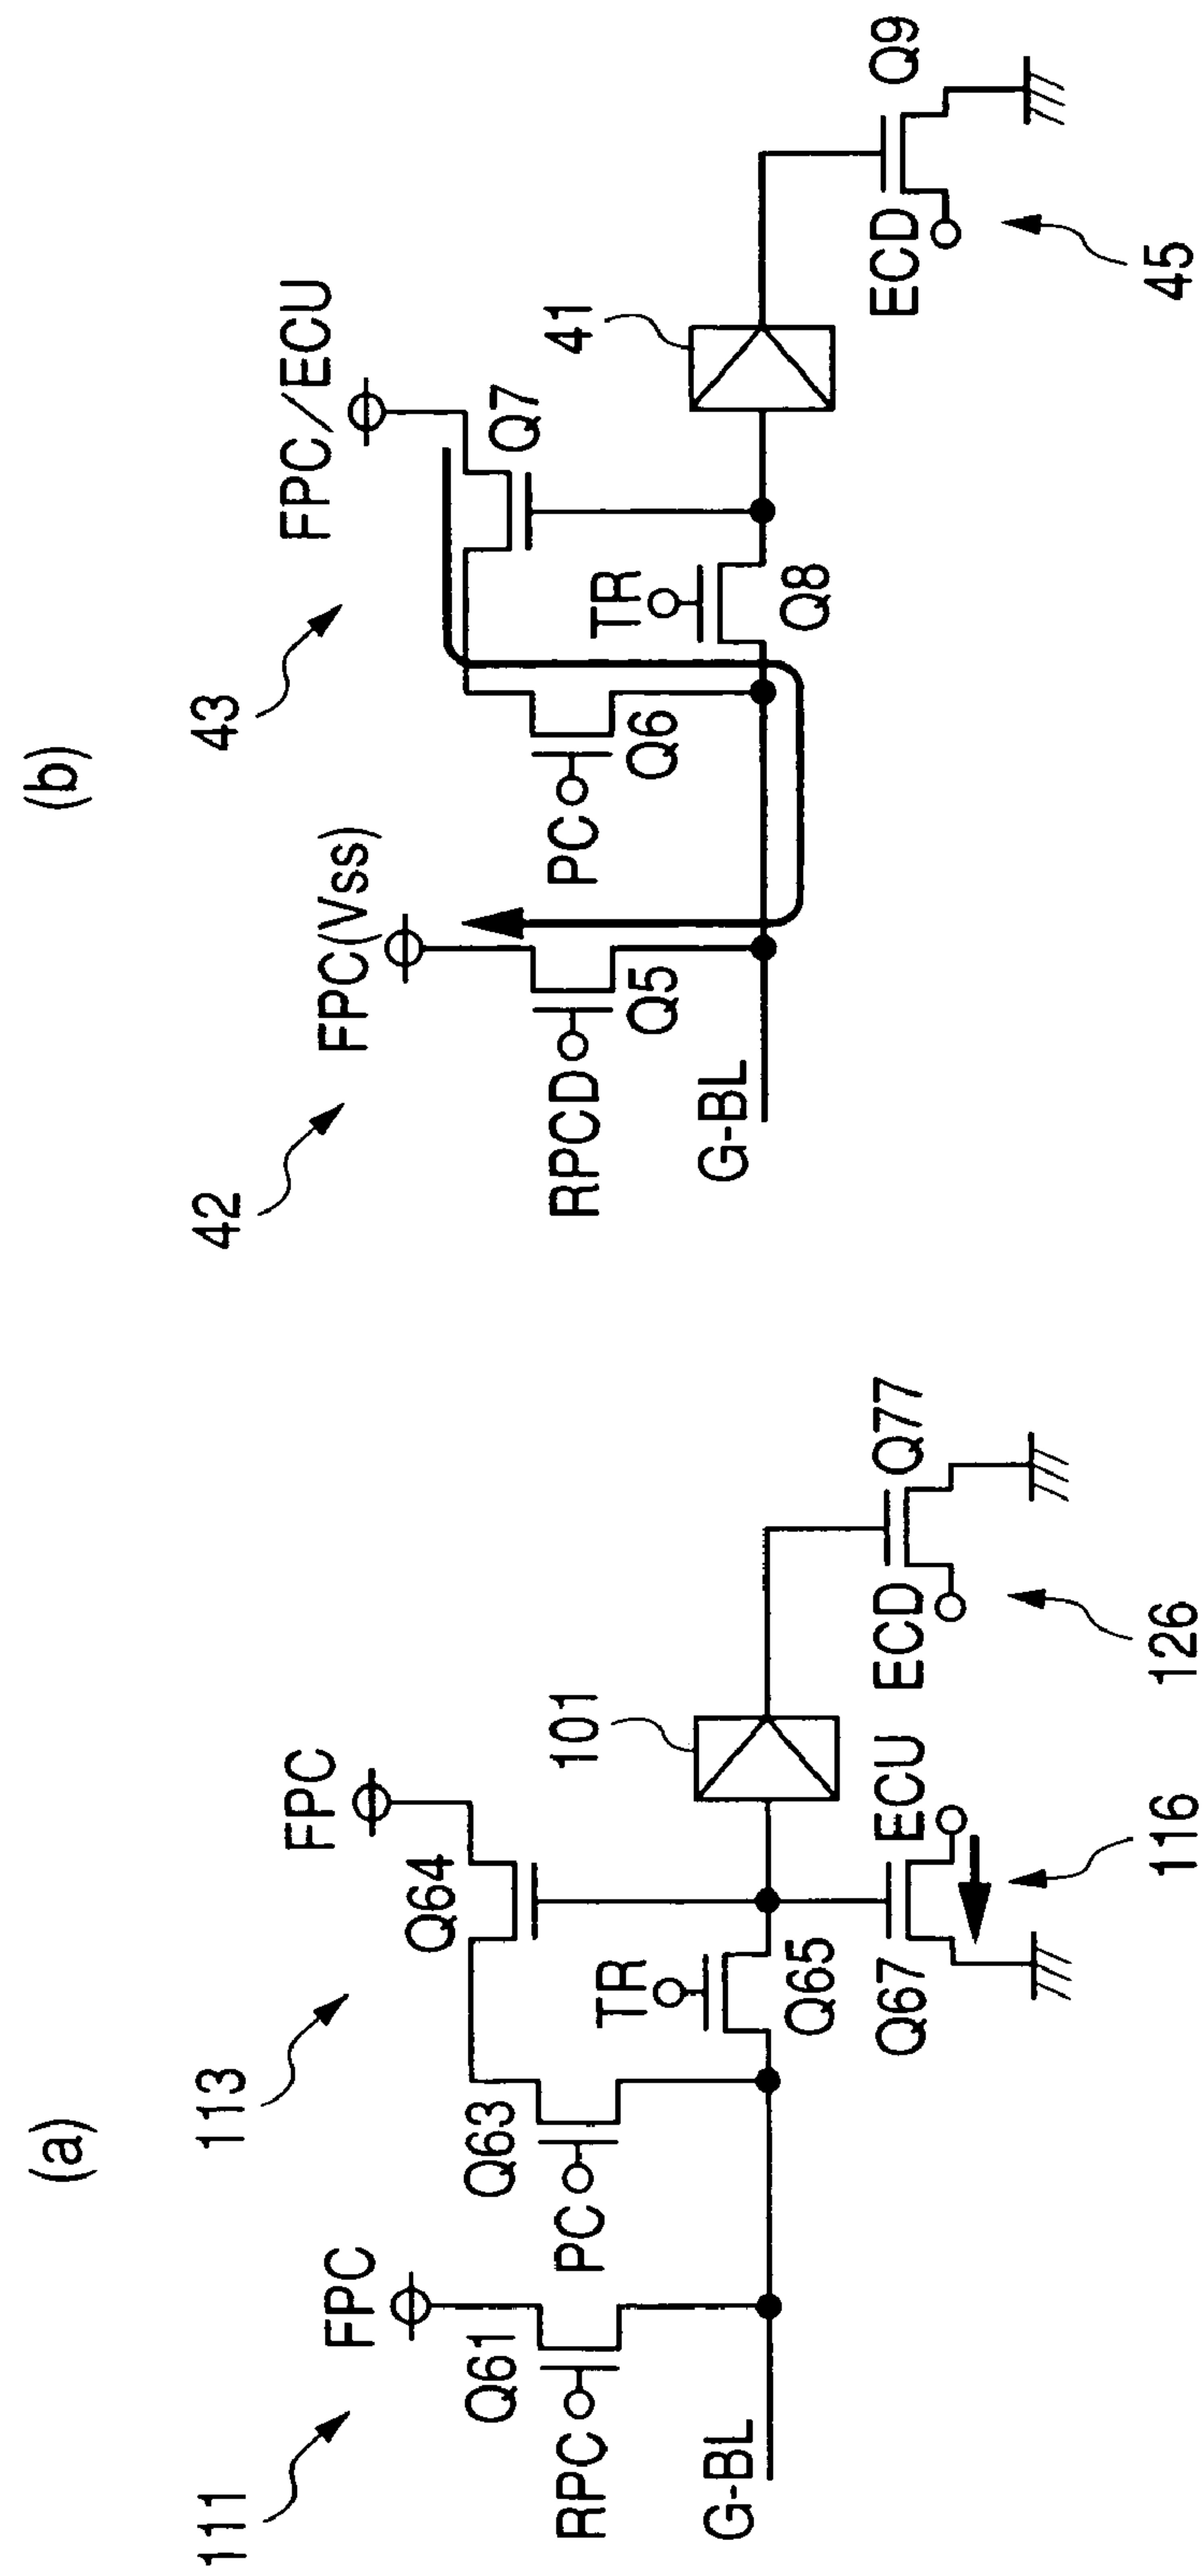 (a)
111
113
FPC
FPC
Q61
RPC
Q63
PC
Q64
TR
Q65
101
G-BL
Q67
ECU
ECD
Q77
116
126
(b)
42
43
FPC(Vss)
FPC/ECU
RPCD
Q5
PC
Q6
Q7
TR
Q8
41
G-BL
ECD
Q9
45